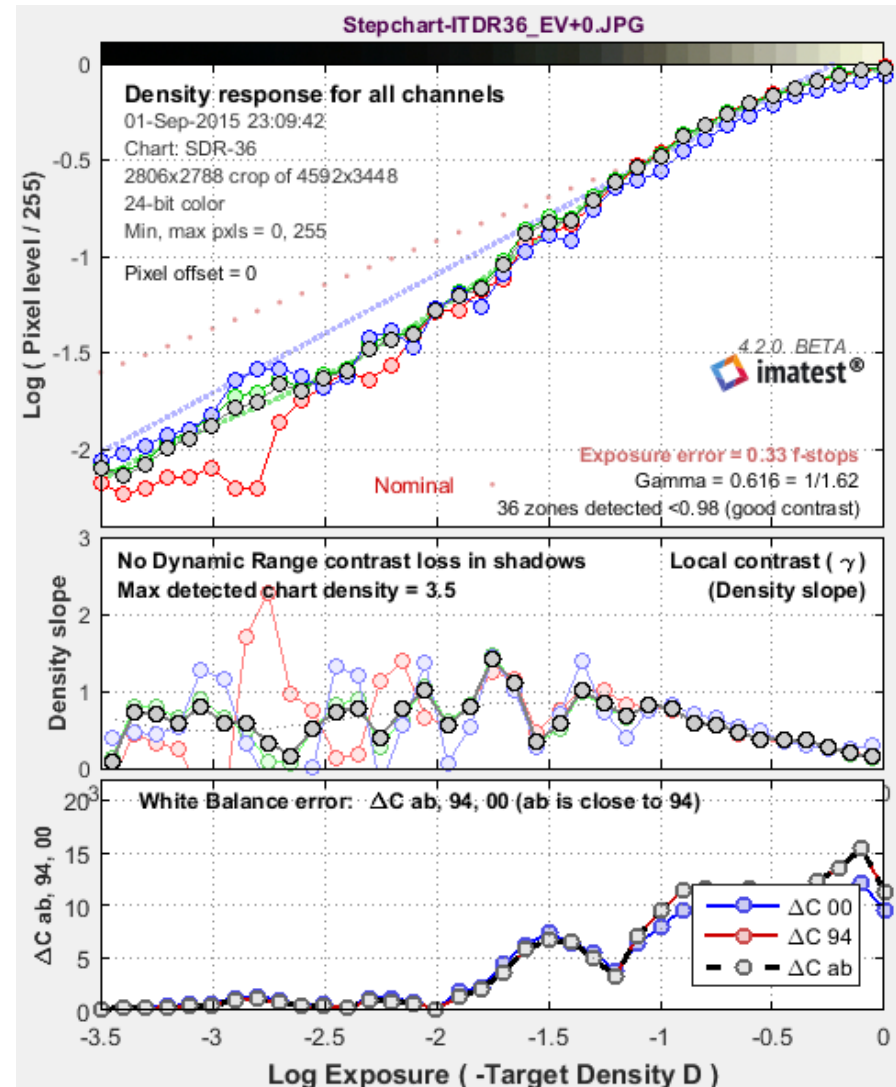 Stepchart-ITDR36_EV+0.JPG
0
Density response for all channels
01-Sep-2015 23:09:42
Chart: SDR-36
2806x2788 crop of 4592x3448
24-bit color
Min, max pxls = 0, 255
Pixel offset = 0
-0.5
-1
-1.5
-2
Log ( Pixel level / 255)
4.2.0. BETA
imatest®
Exposure error = 0.33 f-stops
Nominal
Gamma = 0.616 = 1/1.62
36 zones detected <0.98 (good contrast)
3
No Dynamic Range contrast loss in shadows
Local contrast ( γ )
Max detected chart density = 3.5
(Density slope)
2
1
0
Density slope
3
0
20
White Balance error: ΔC ab, 94, 00 (ab is close to 94)
15
10
5
0
ΔC ab, 94, 00
ΔC 00
ΔC 94
ΔC ab
-3.5 -3 -2.5 -2 -1.5 -1 -0.5 0
Log Exposure ( -Target Density D )